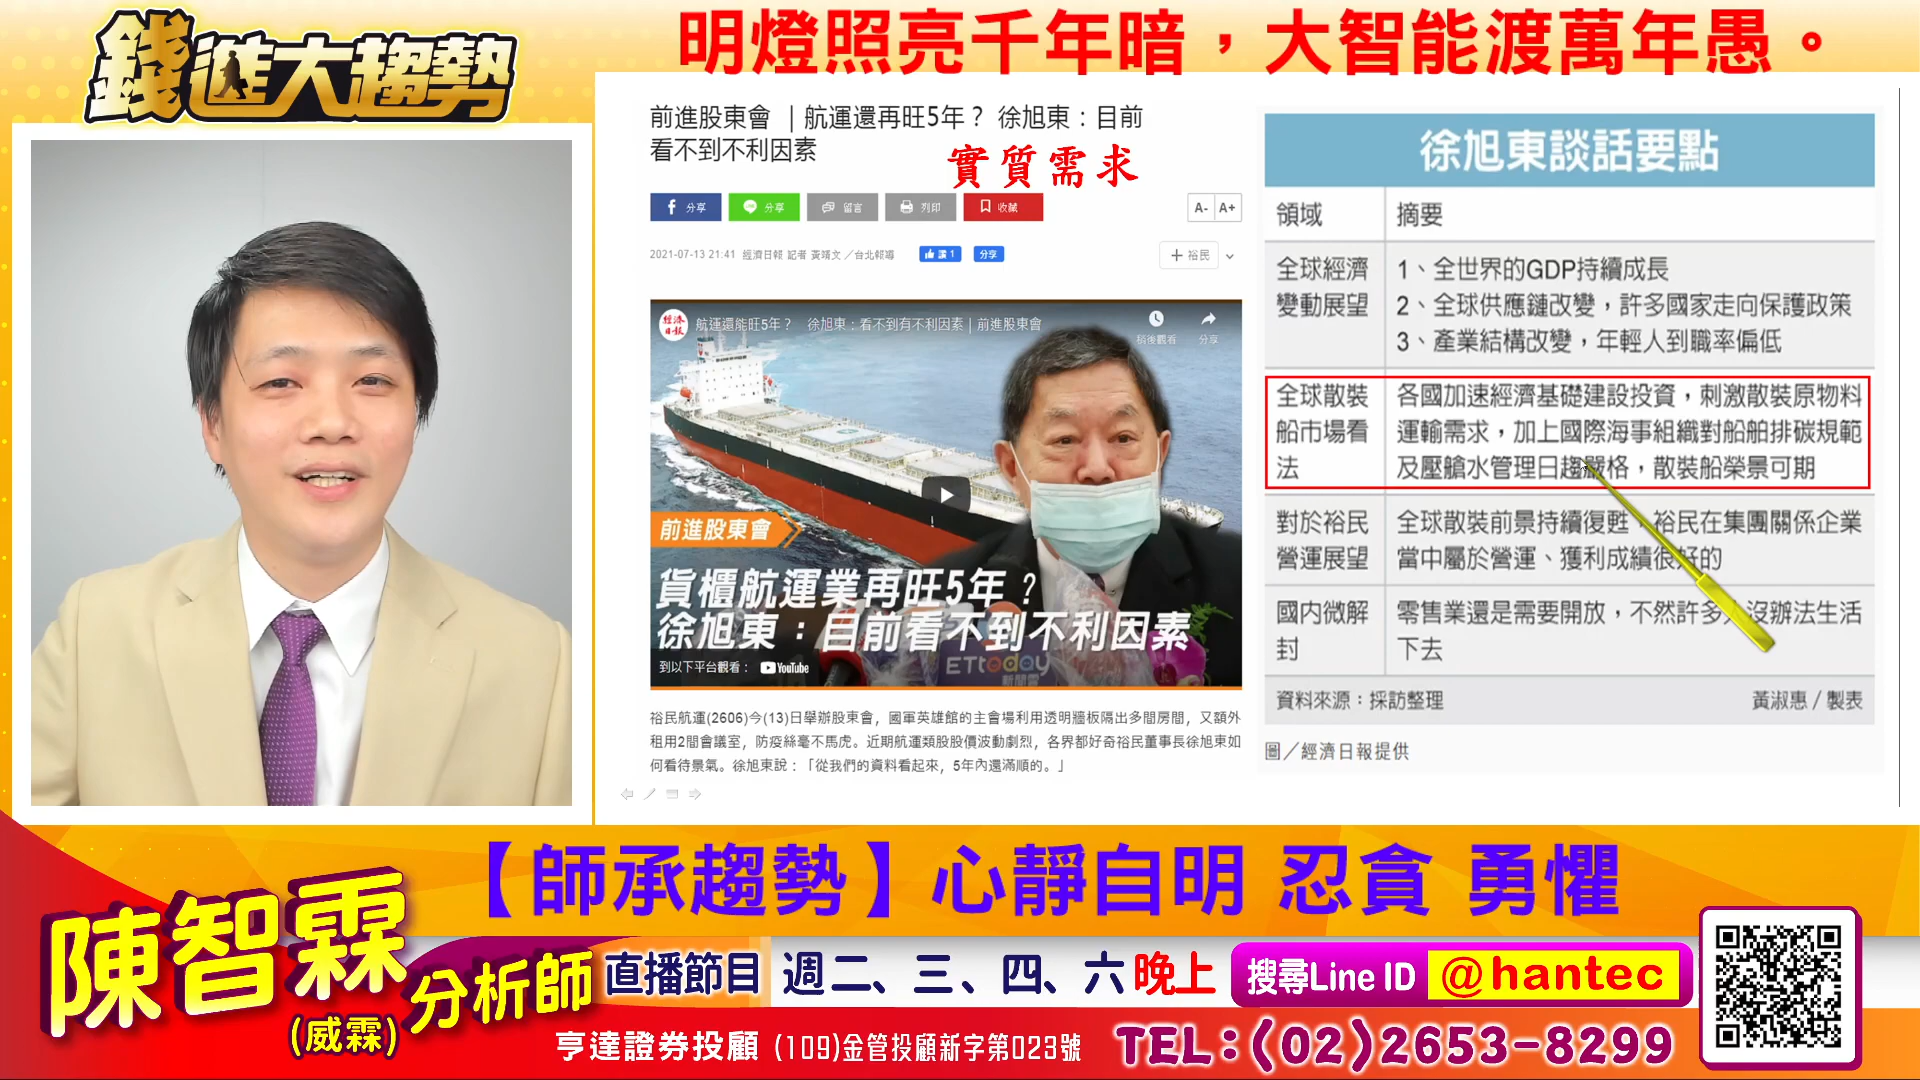 錢進大趨勢
明燈照亮千年暗，大智能渡萬年愚。
前進股東會 ｜航運還再旺5年？ 徐旭東：目前
看不到不利因素
實質需求
分享
分享
留言
列印
收藏
A- A+
2021-07-13 21:41 經濟日報 記者 黃靖文／台北報導
讚 1
分享
＋ 裕民
經濟日報
航運還能旺5年？ 徐旭東：看不到有不利因素｜前進股東會
稍後觀看
分享
前進股東會
貨櫃航運業再旺5年？
徐旭東：目前看不到不利因素
到以下平台觀看： YouTube
ETtoday
新聞雲
裕民航運(2606)今(13)日舉辦股東會，國軍英雄館的主會場利用透明牆板隔出多間房間，又額外
租用2間會議室，防疫絲毫不馬虎。近期航運類股股價波動劇烈，各界都好奇裕民董事長徐旭東如
何看待景氣。徐旭東說：「從我們的資料看起來，5年內還滿順的。」
徐旭東談話要點
領域 摘要
全球經濟變動展望
1、全世界的GDP持續成長
2、全球供應鏈改變，許多國家走向保護政策
3、產業結構改變，年輕人到職率偏低
全球散裝船市場看法
各國加速經濟基礎建設投資，刺激散裝原物料
運輸需求，加上國際海事組織對船舶排碳規範
及壓艙水管理日趨嚴格，散裝船榮景可期
對於裕民營運展望
全球散裝前景持續復甦，裕民在集團關係企業
當中屬於營運、獲利成績很好的
國內微解封
零售業還是需要開放，不然許多人沒辦法生活
下去
資料來源：採訪整理 黃淑惠／製表
圖／經濟日報提供
【師承趨勢】心靜自明 忍貪 勇懼
陳智霖
(威霖)
分析師
直播節目 週二、三、四、六晚上
搜尋Line ID @hantec
亨達證券投顧 (109)金管投顧新字第023號
TEL:(02)2653-8299